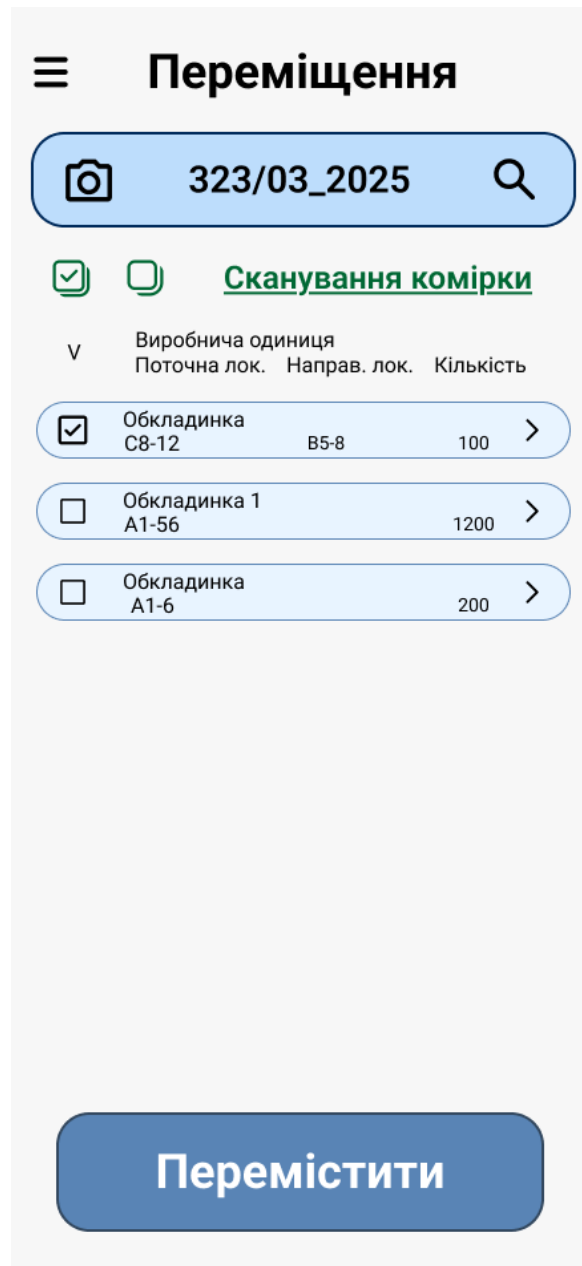 Переміщення
323/03_2025
Сканування комірки
V
Виробнича одиниця
Поточна лок. Направ. лок. Кількість
Обкладинка
C8-12 B5-8 100
Обкладинка 1
A1-56 1200
Обкладинка
A1-6 200
Перемістити